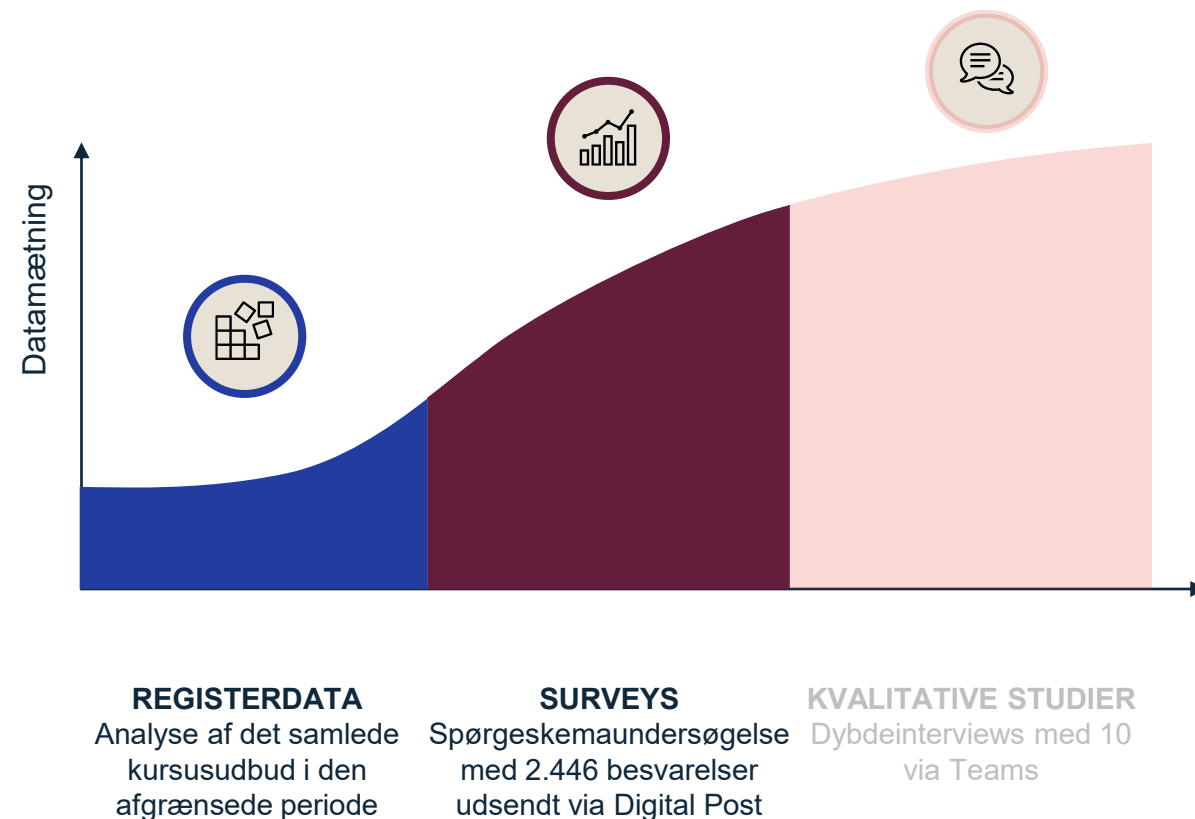 Datamætning
REGISTERDATA
Analyse af det samlede
kursusudbud i den
afgrænsede periode
SURVEYS
Spørgeskemaundersøgelse
med 2.446 besvarelser
udsendt via Digital Post
KVALITATIVE STUDIER
Dybdeinterviews med 10
via Teams